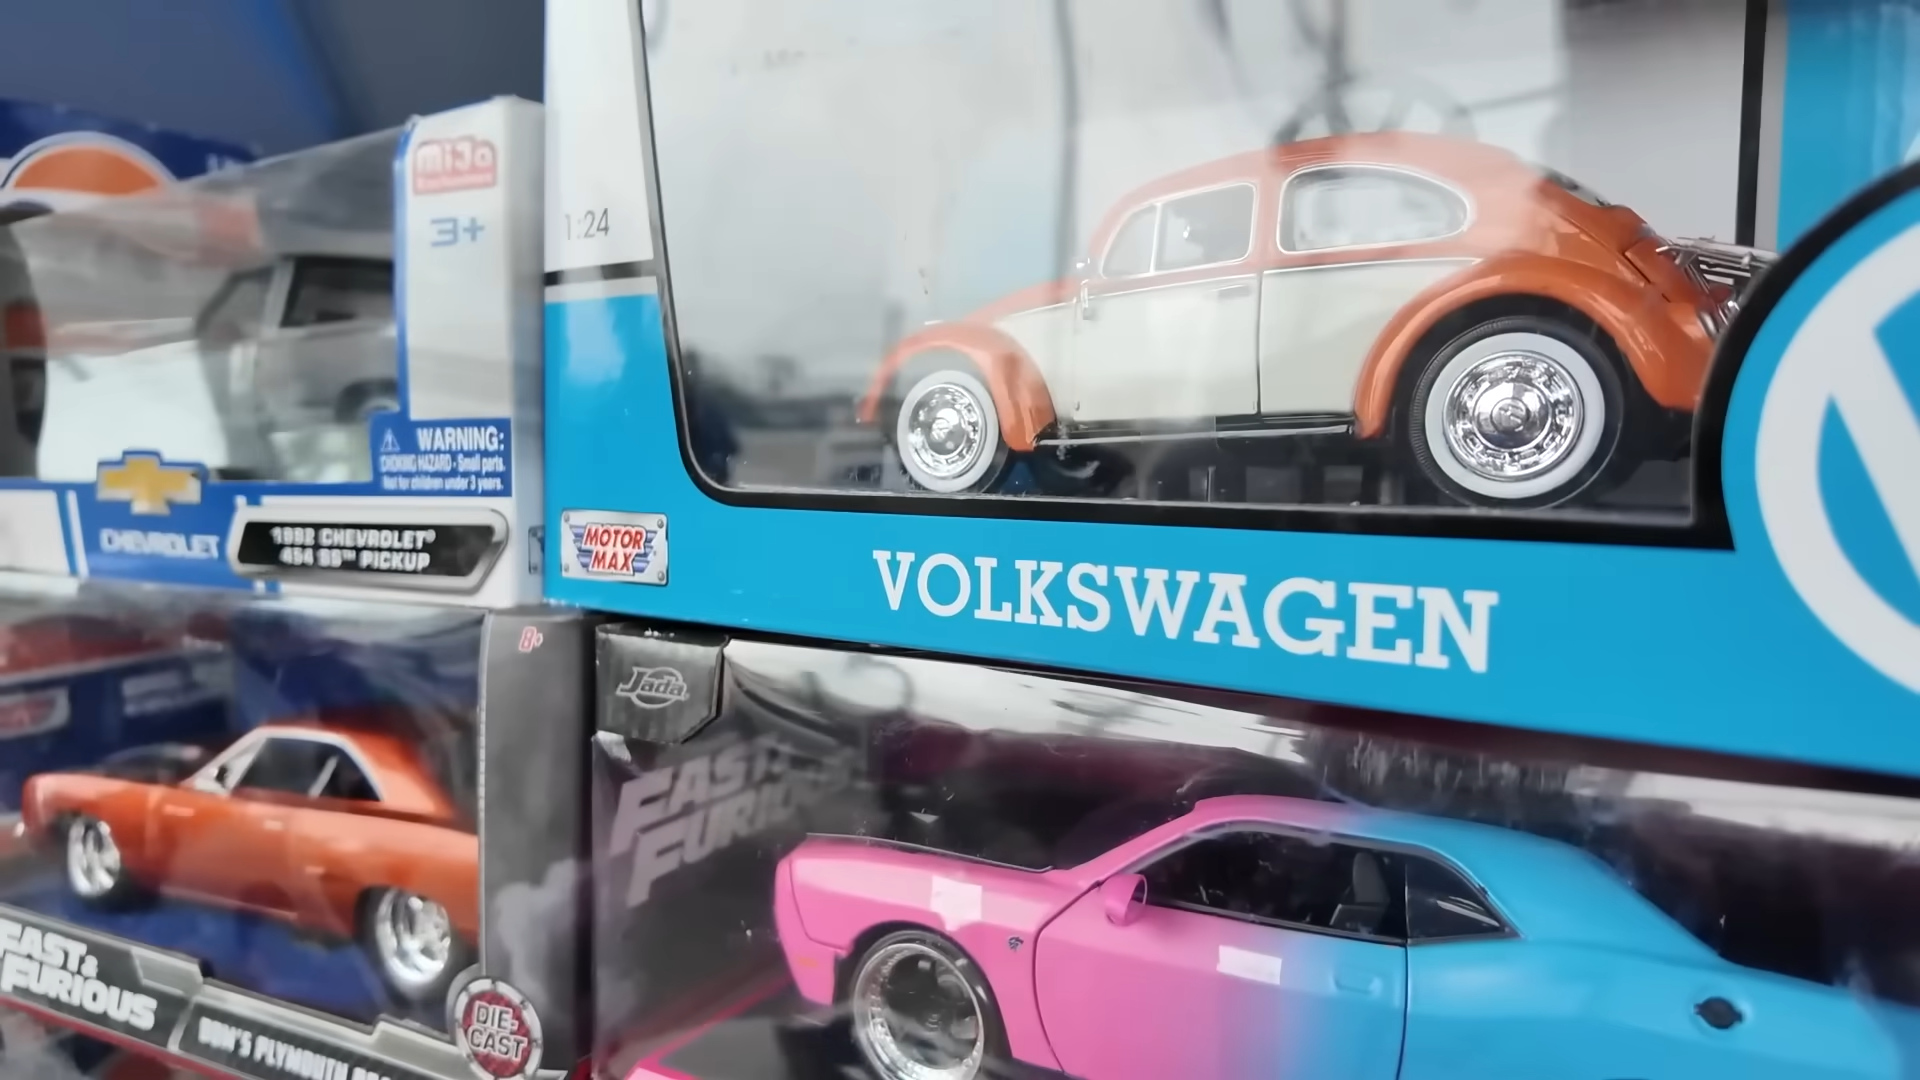 mijo
3+
WARNING:
CHOKING HAZARD - Small parts.
Not for children under 3 years.
CHEVROLET
1992 CHEVROLET®
454 SS™ PICKUP
1:24
MOTOR
MAX
VOLKSWAGEN
8+
FAST &
FURIOUS
DOM'S PLYMOUTH
DIE-
CAST
Jada
FAST &
FURIOUS